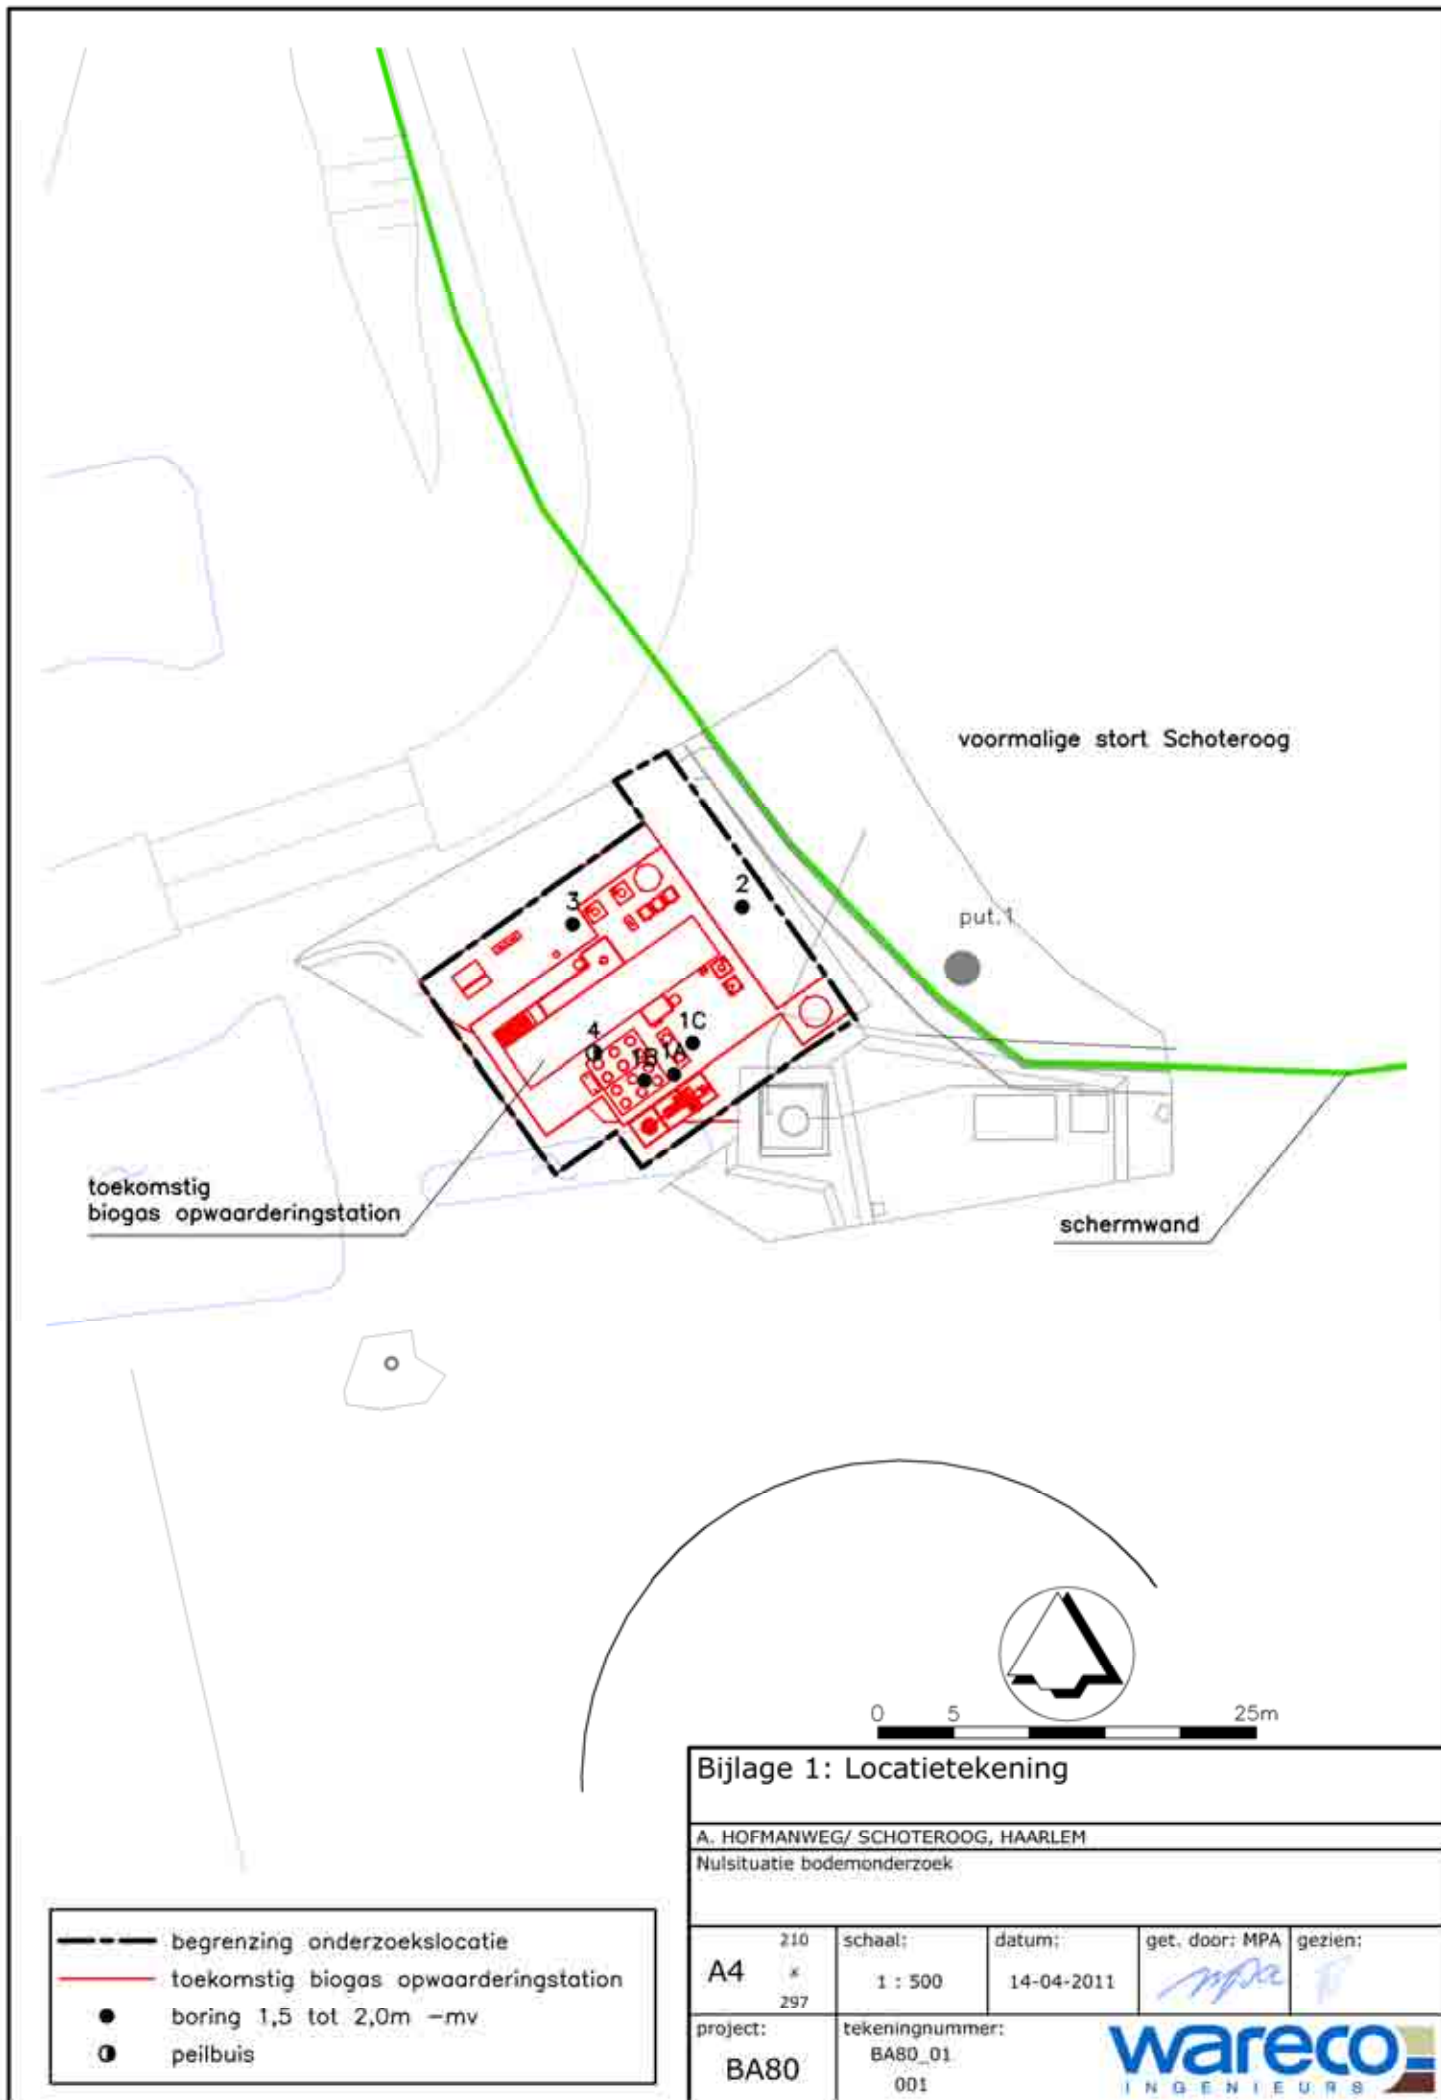 voormalige stort Schoteroog
put.1
2
3
4
1C
1A
1B
toekomstig
biogas opwaarderingstation
schermwand
0 5 25m
Bijlage 1: Locatietekening
A. HOFMANWEG/ SCHOTEROOG, HAARLEM
Nulsituatie bodemonderzoek
A4
210
x
297
schaal:
1 : 500
datum:
14-04-2011
get. door: MPA
mpa
gezien:
project:
BA80
tekeningnummer:
BA80_01
001
wareco
INGENIEURS
begrenzing onderzoekslocatie
toekomstig biogas opwaarderingstation
boring 1,5 tot 2,0m -mv
peilbuis